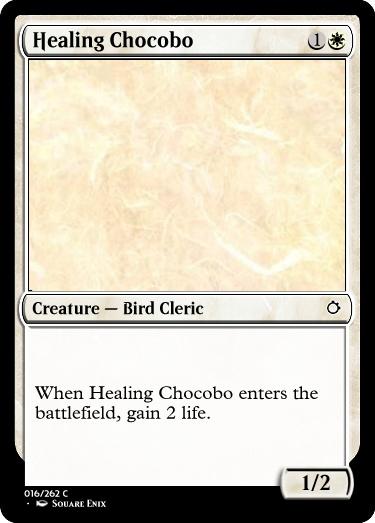 Healing Chocobo 1
Creature — Bird Cleric
When Healing Chocobo enters the
battlefield, gain 2 life.
1/2
016/262 C
· Square Enix